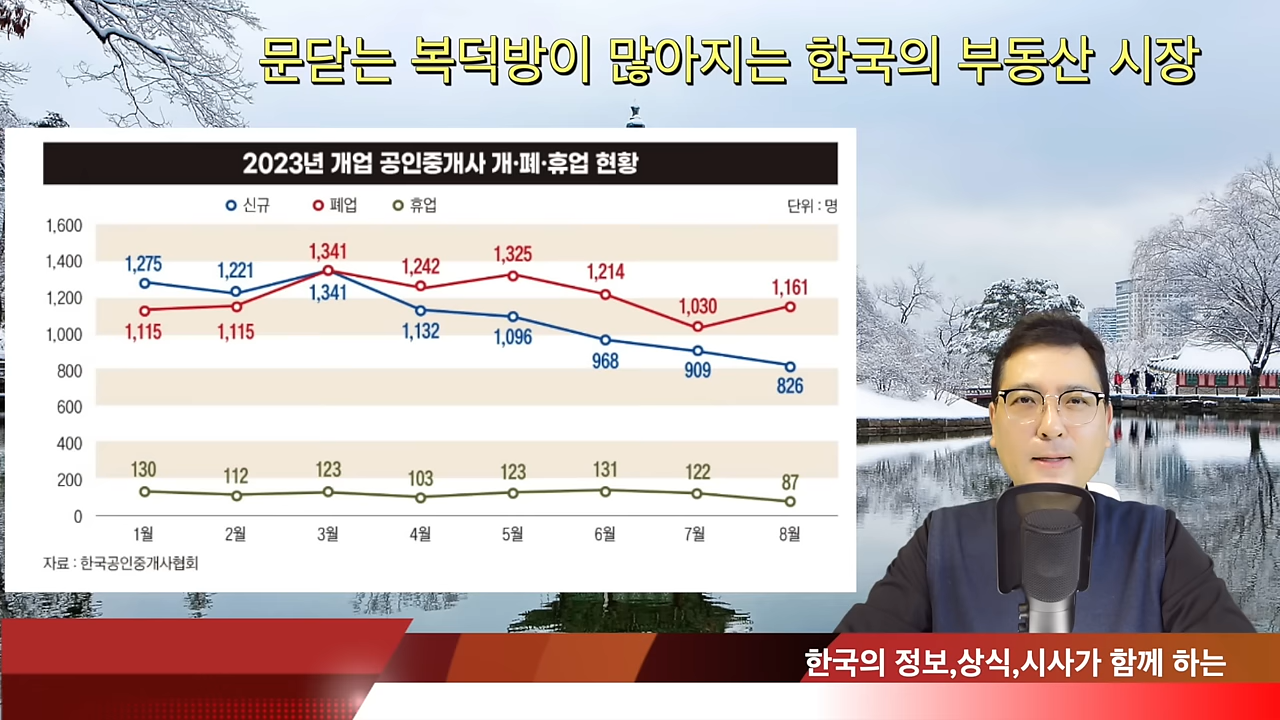 문닫는 복덕방이 많아지는 한국의 부동산 시장
2023년 개업 공인중개사 개·폐·휴업 현황
신규 폐업 휴업 단위 : 명
1,600
1,400
1,200
1,000
800
600
400
200
0
1,275 1,221 1,341 1,242 1,325 1,214 1,030 1,161
1,115 1,115 1,341 1,132 1,096 968 909 826
130 112 123 103 123 131 122 87
1월 2월 3월 4월 5월 6월 7월 8월
자료 : 한국공인중개사협회
한국의 정보,상식,시사가 함께 하는